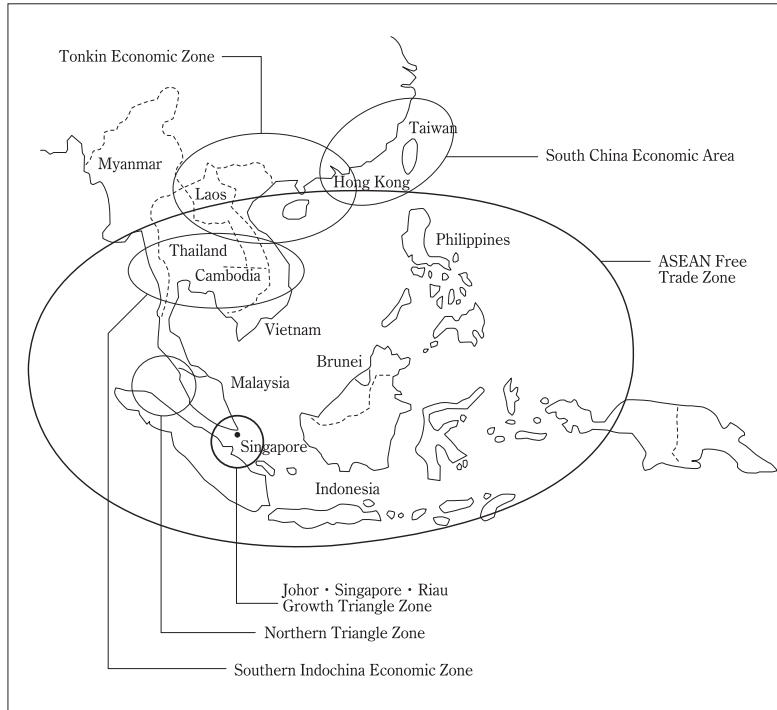 Tonkin Economic Zone
Taiwan
Myanmar
South China Economic Area
Hong Kong
Laos
Philippines
Thailand
ASEAN Free
Trade Zone
Cambodia
Vietnam
Brunei
Malaysia
Singapore
Indonesia
Johor・Singapore・Riau
Growth Triangle Zone
Northern Triangle Zone
Southern Indochina Economic Zone